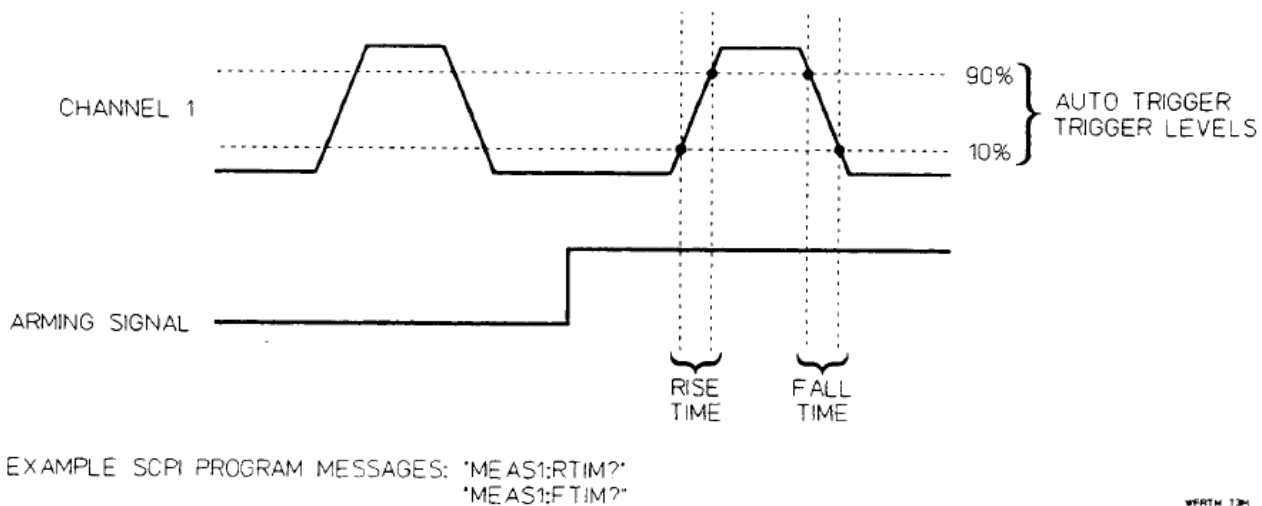 90%
CHANNEL 1
AUTO TRIGGER
TRIGGER LEVELS
10%
ARMING SIGNAL
RISE
TIME
FALL
TIME
EXAMPLE SCPI PROGRAM MESSAGES: "MEAS1:RTIM?"
"MEAS1:FTIM?"